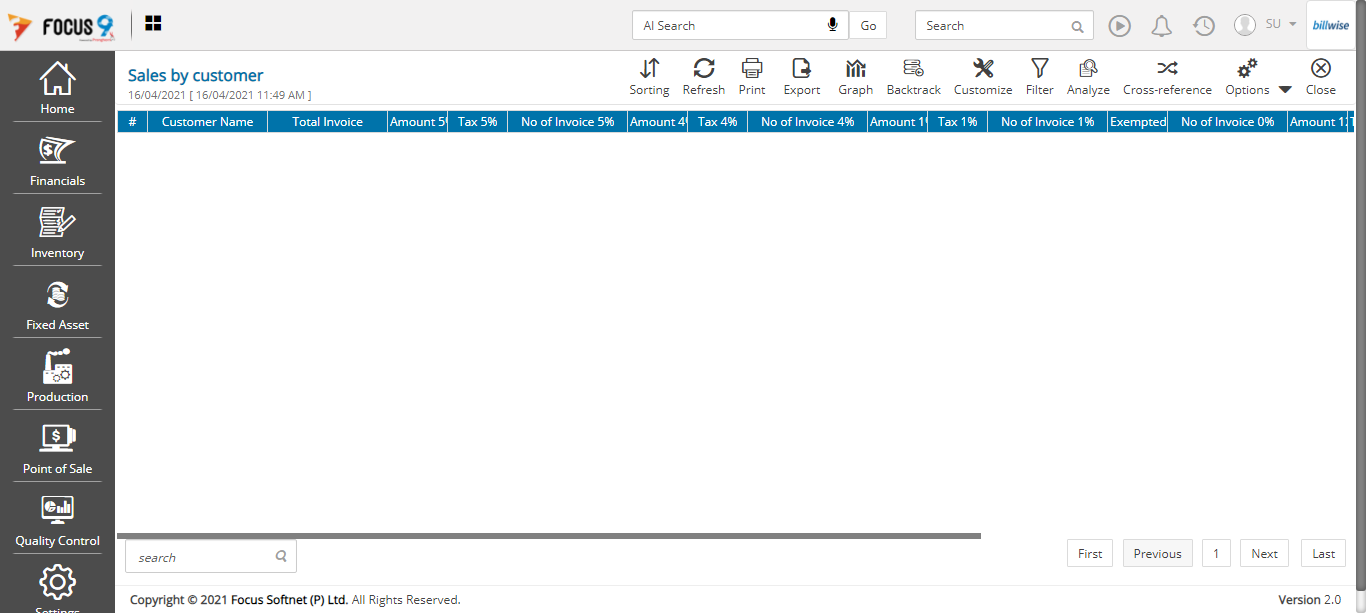 FOCUS 9
AI Search
Go
Search
SU
billwise
Home
Financials
Inventory
Fixed Asset
Production
Point of Sale
Quality Control
Settings
Sales by customer
16/04/2021 [ 16/04/2021 11:49 AM ]
Sorting Refresh Print Export Graph Backtrack Customize Filter Analyze Cross-reference Options Close
# Customer Name Total Invoice Amount 5% Tax 5% No of Invoice 5% Amount 4% Tax 4% No of Invoice 4% Amount 1% Tax 1% No of Invoice 1% Exempted No of Invoice 0% Amount 1
search
First Previous 1 Next Last
Copyright © 2021 Focus Softnet (P) Ltd. All Rights Reserved.
Version 2.0